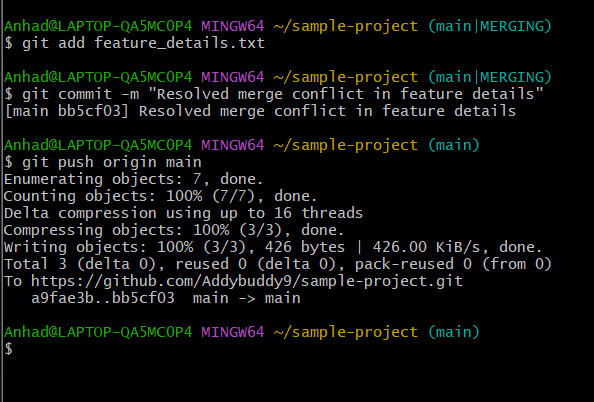 Anhad@LAPTOP-QA5MC0P4 MINGW64 ~/sample-project (main|MERGING)
$ git add feature_details.txt
Anhad@LAPTOP-QA5MC0P4 MINGW64 ~/sample-project (main|MERGING)
$ git commit -m "Resolved merge conflict in feature details"
[main bb5cf03] Resolved merge conflict in feature details
Anhad@LAPTOP-QA5MC0P4 MINGW64 ~/sample-project (main)
$ git push origin main
Enumerating objects: 7, done.
Counting objects: 100% (7/7), done.
Delta compression using up to 16 threads
Compressing objects: 100% (3/3), done.
Writing objects: 100% (3/3), 426 bytes | 426.00 KiB/s, done.
Total 3 (delta 0), reused 0 (delta 0), pack-reused 0 (from 0)
To https://github.com/Addybuddy9/sample-project.git
   a9fae3b..bb5cf03  main -> main
Anhad@LAPTOP-QA5MC0P4 MINGW64 ~/sample-project (main)
$